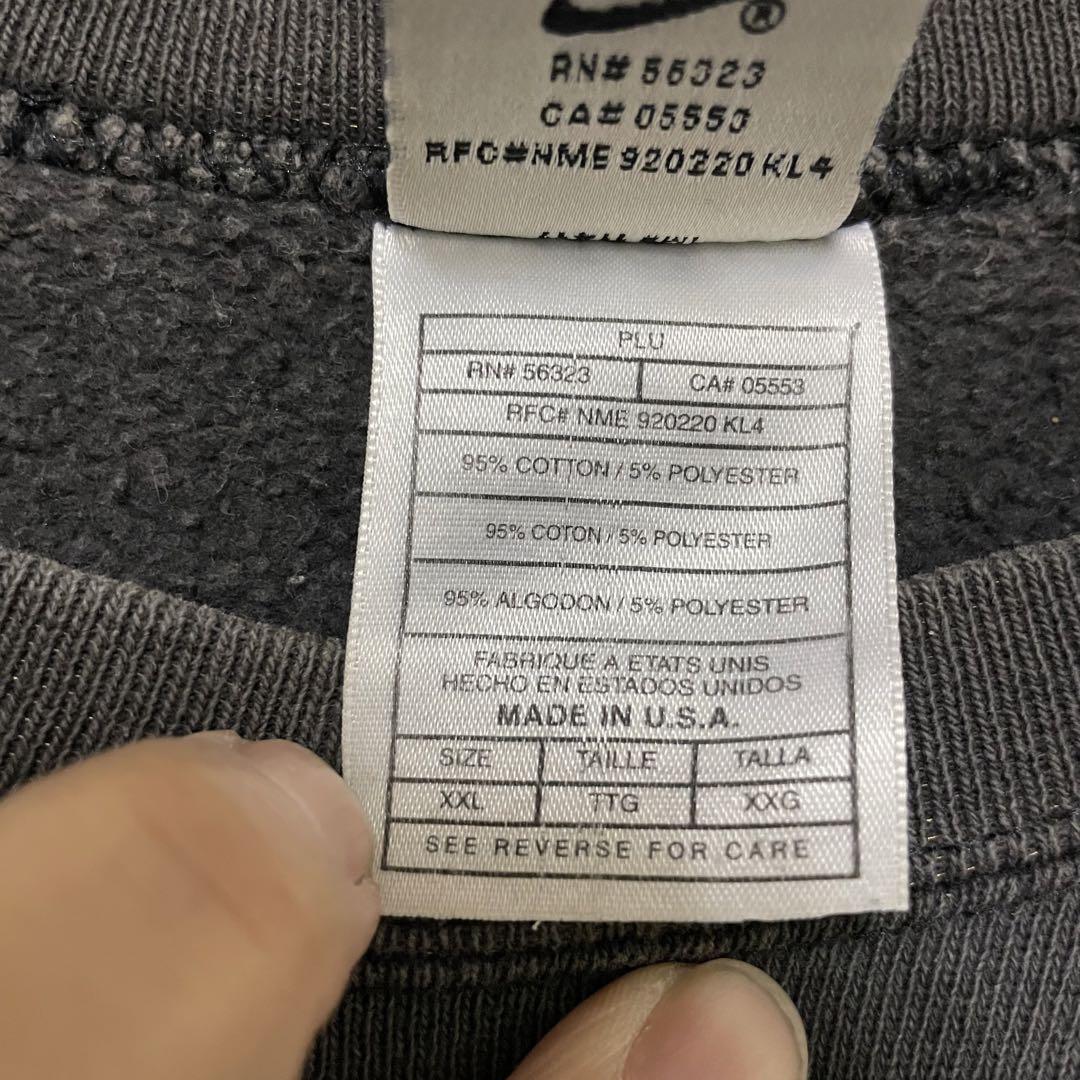 ®
RN# 56323
CA# 05553
RFC#NME 920220 KL4
PLU
RN# 56323
CA# 05553
RFC# NME 920220 KL4
95% COTTON / 5% POLYESTER
95% COTON / 5% POLYESTER
95% ALGODON / 5% POLYESTER
FABRIQUE A ETATS UNIS
HECHO EN ESTADOS UNIDOS
MADE IN U.S.A.
SIZE TAILLE TALLA
XXL TTG XXG
SEE REVERSE FOR CARE